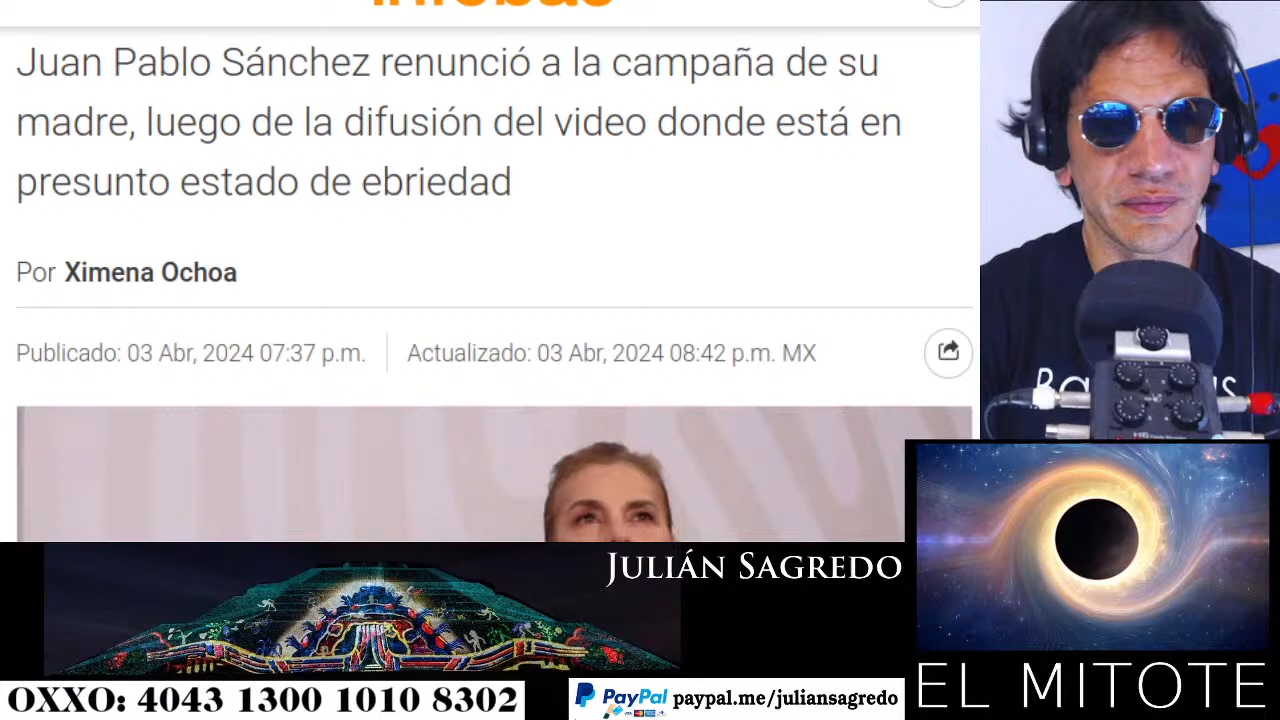 infobae
Juan Pablo Sánchez renunció a la campaña de su
madre, luego de la difusión del video donde está en
presunto estado de ebriedad
Por Ximena Ochoa
Publicado: 03 Abr, 2024 07:37 p.m.
Actualizado: 03 Abr, 2024 08:42 p.m. MX
H6
JULIÁN SAGREDO
OXXO: 4043 1300 1010 8302
PayPal paypal.me/juliansagredo
EL MITOTE